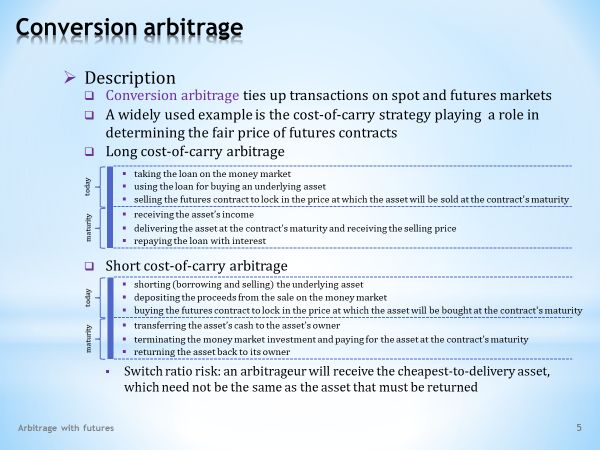 Conversion arbitrage
Description
Conversion arbitrage ties up transactions on spot and futures markets
A widely used example is the cost-of-carry strategy playing a role in
determining the fair price of futures contracts
Long cost-of-carry arbitrage
today
taking the loan on the money market
using the loan for buying an underlying asset
selling the futures contract to lock in the price at which the asset will be sold at the contract's maturity
maturity
receiving the asset's income
delivering the asset at the contract's maturity and receiving the selling price
repaying the loan with interest
Short cost-of-carry arbitrage
today
shorting (borrowing and selling) the underlying asset
depositing the proceeds from the sale on the money market
buying the futures contract to lock in the price at which the asset will be bought at the contract's maturity
maturity
transferring the asset's cash to the asset's owner
terminating the money market investment and paying for the asset at the contract's maturity
returning the asset back to its owner
Switch ratio risk: an arbitrageur will receive the cheapest-to-delivery asset,
which need not be the same as the asset that must be returned
Arbitrage with futures
5